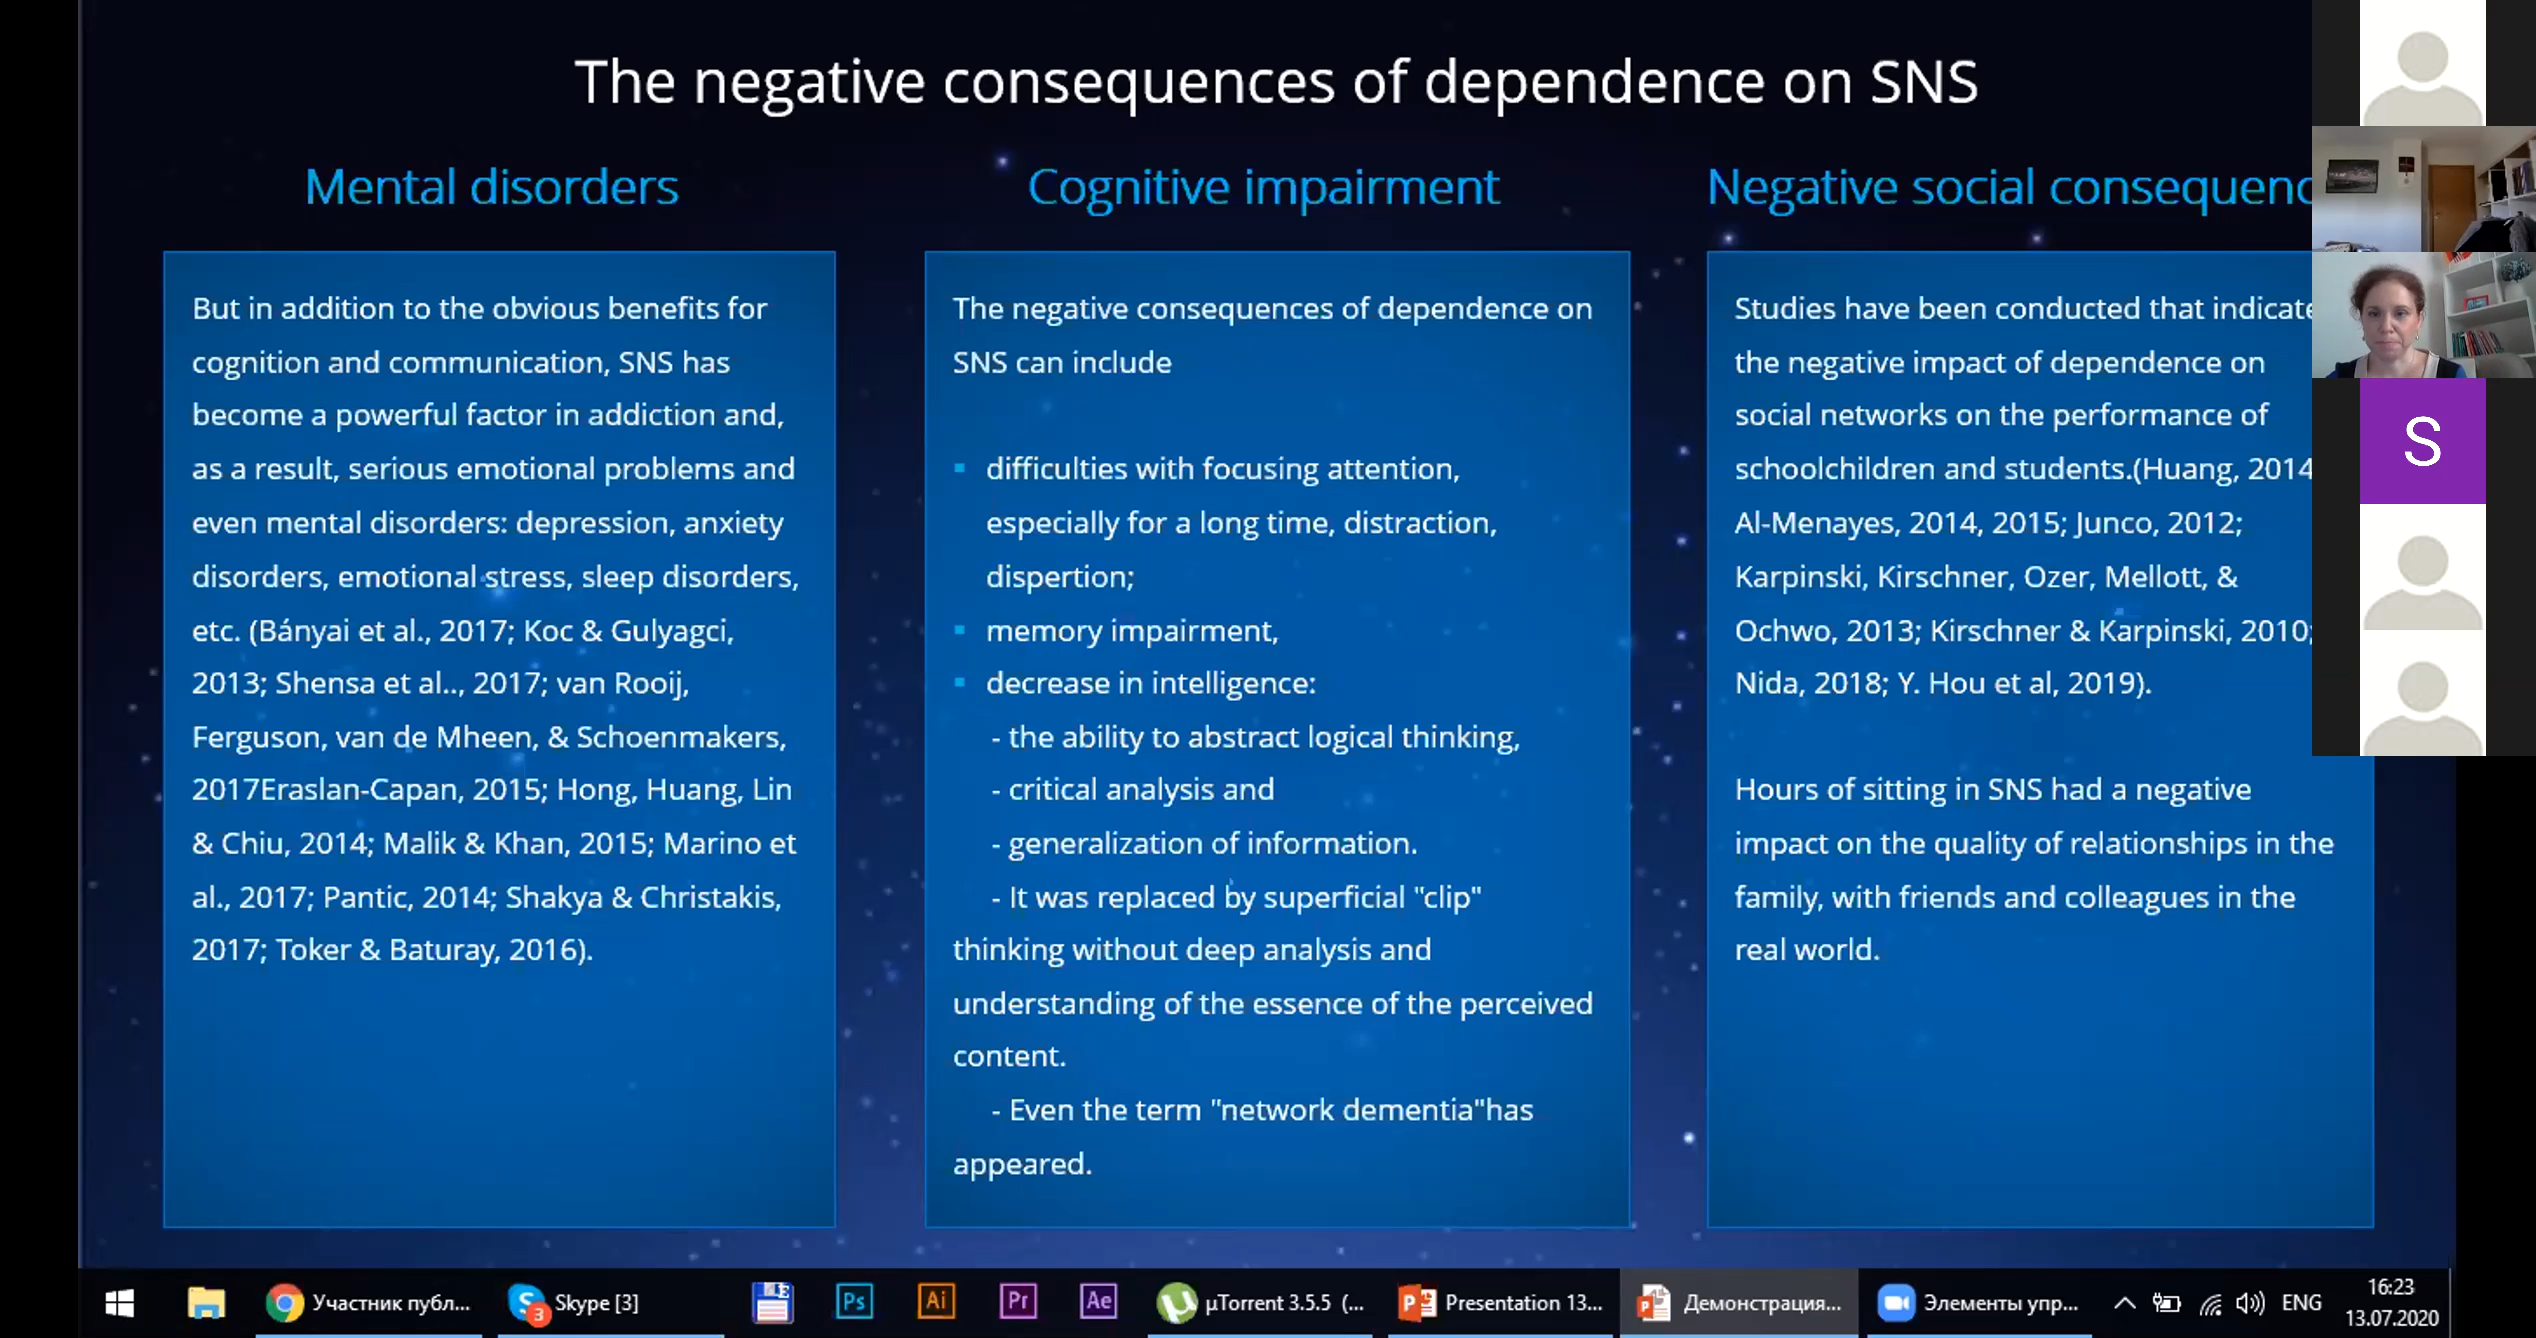 The negative consequences of dependence on SNS
Mental disorders
But in addition to the obvious benefits for
cognition and communication, SNS has
become a powerful factor in addiction and,
as a result, serious emotional problems and
even mental disorders: depression, anxiety
disorders, emotional stress, sleep disorders,
etc. (Bányai et al., 2017; Koc & Gulyagci,
2013; Shensa et al.., 2017; van Rooij,
Ferguson, van de Mheen, & Schoenmakers,
2017Eraslan-Capan, 2015; Hong, Huang, Lin
& Chiu, 2014; Malik & Khan, 2015; Marino et
al., 2017; Pantic, 2014; Shakya & Christakis,
2017; Toker & Baturay, 2016).
Cognitive impairment
The negative consequences of dependence on
SNS can include
▪ difficulties with focusing attention,
especially for a long time, distraction,
dispertion;
▪ memory impairment,
▪ decrease in intelligence:
- the ability to abstract logical thinking,
- critical analysis and
- generalization of information.
- It was replaced by superficial "clip"
thinking without deep analysis and
understanding of the essence of the perceived
content.
- Even the term "network dementia"has
appeared.
Negative social consequenc
Studies have been conducted that indicate
the negative impact of dependence on
social networks on the performance of
schoolchildren and students.(Huang, 2014
Al-Menayes, 2014, 2015; Junco, 2012;
Karpinski, Kirschner, Ozer, Mellott, &
Ochwo, 2013; Kirschner & Karpinski, 2010;
Nida, 2018; Y. Hou et al, 2019).
Hours of sitting in SNS had a negative
impact on the quality of relationships in the
family, with friends and colleagues in the
real world.
S
Участник публ...
3
Skype [3]
Ps
Ai
Pr
Ae
µTorrent 3.5.5 (...
Presentation 13...
Демонстрация...
Элементы упр...
ENG
16:23
13.07.2020